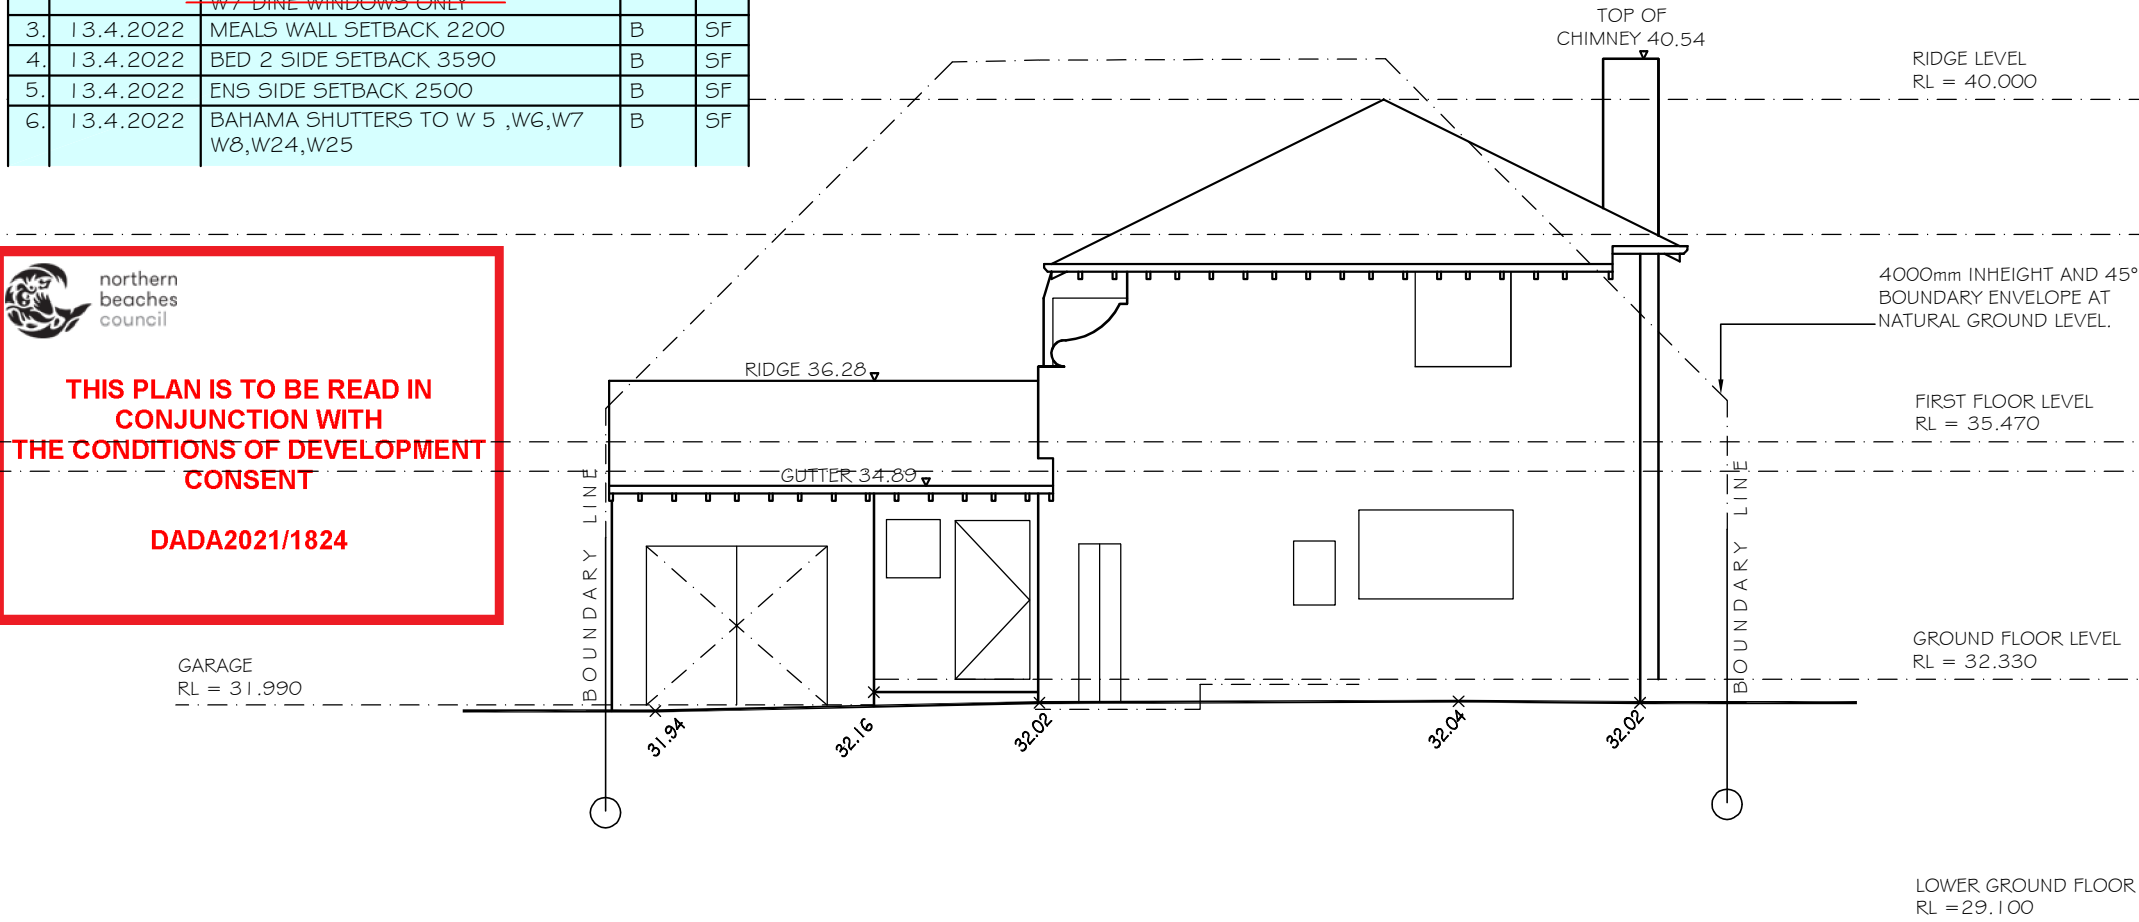 W7 DINE WINDOWS ONLY
3. 13.4.2022 MEALS WALL SETBACK 2200 B SF
4. 13.4.2022 BED 2 SIDE SETBACK 3590 B SF
5. 13.4.2022 ENS SIDE SETBACK 2500 B SF
6. 13.4.2022 BAHAMA SHUTTERS TO W 5 ,W6,W7 B SF
W8,W24,W25
TOP OF
CHIMNEY 40.54
RIDGE LEVEL
RL = 40.000
northern
beaches
council
THIS PLAN IS TO BE READ IN
CONJUNCTION WITH
THE CONDITIONS OF DEVELOPMENT
CONSENT
DADA2021/1824
4000mm INHEIGHT AND 45°
BOUNDARY ENVELOPE AT
NATURAL GROUND LEVEL.
RIDGE 36.28
FIRST FLOOR LEVEL
RL = 35.470
GUTTER 34.89
BOUNDARY LINE
BOUNDARY LINE
GROUND FLOOR LEVEL
RL = 32.330
GARAGE
RL = 31.990
31.94
32.16
32.02
32.04
32.02
LOWER GROUND FLOOR
RL =29.100